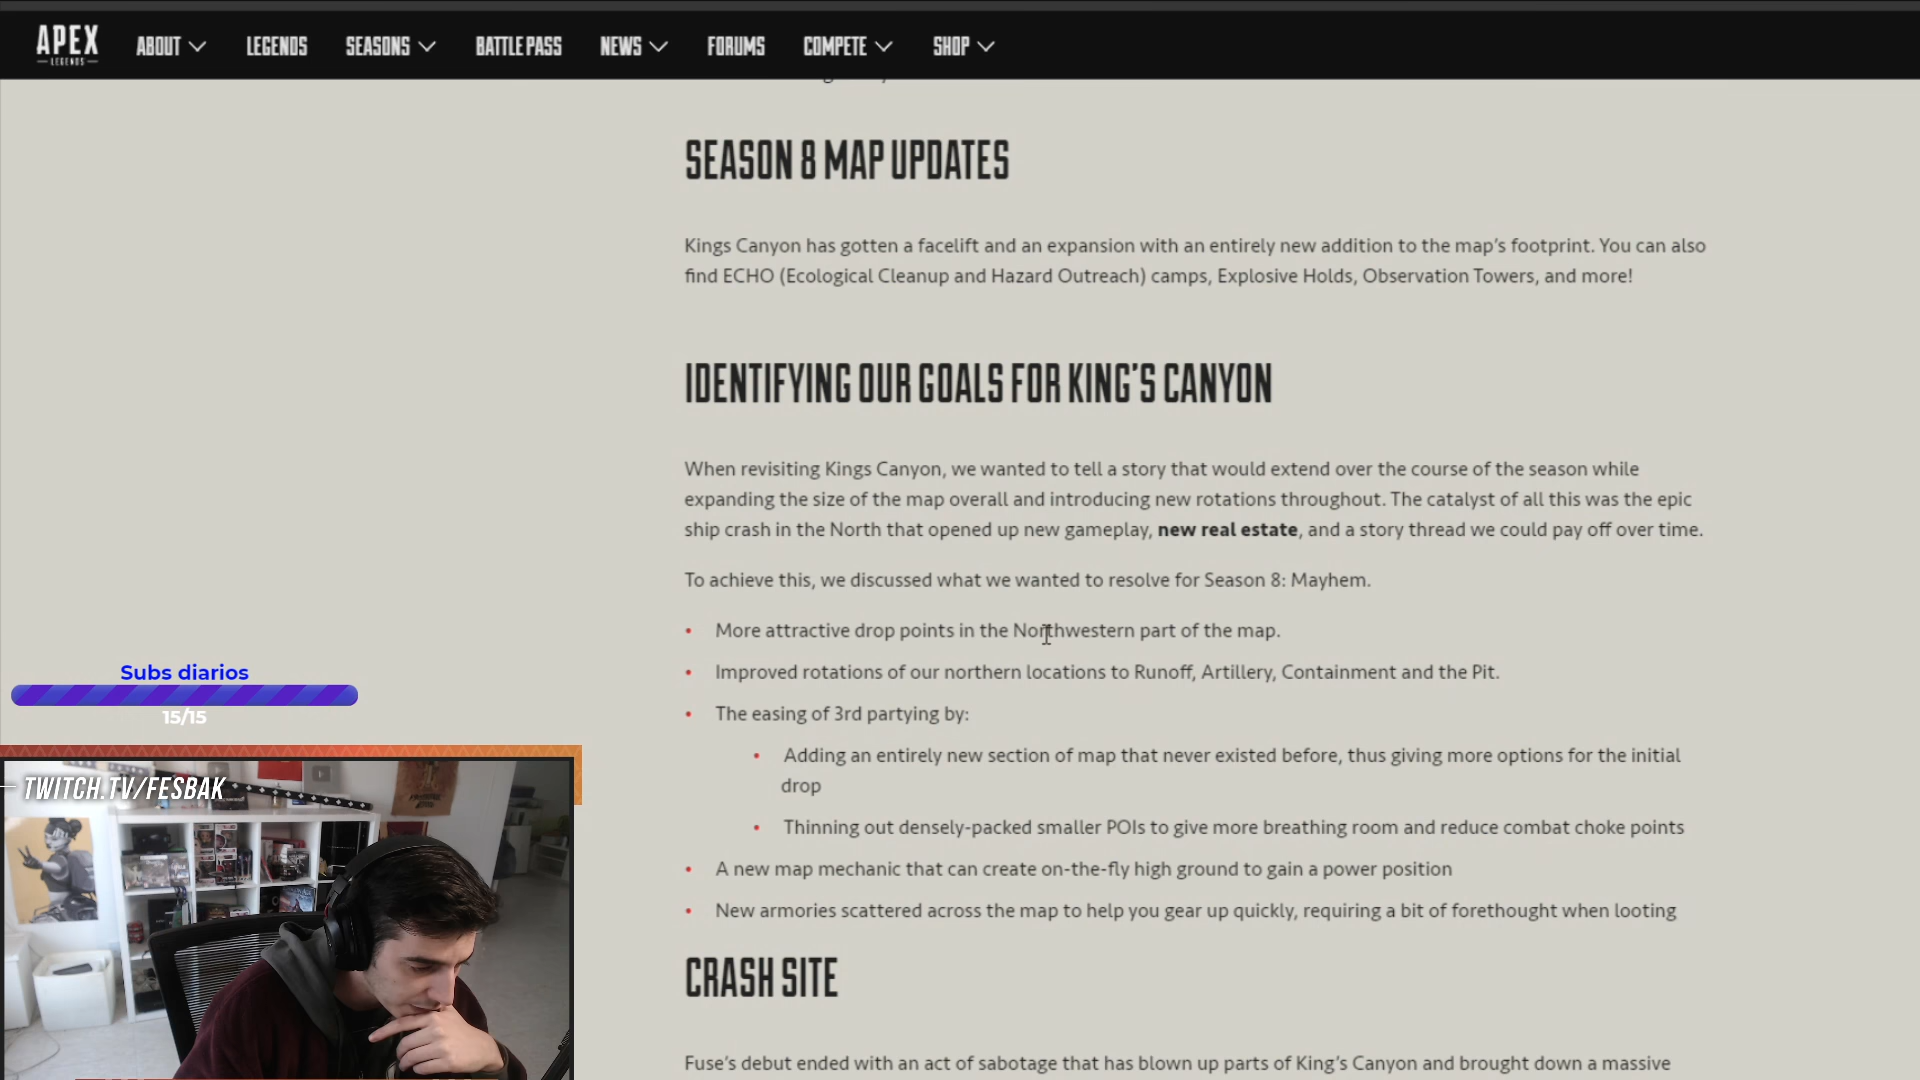 APEX
LEGENDS
ABOUT
LEGENDS
SEASONS
BATTLE PASS
NEWS
FORUMS
COMPETE
SHOP
SEASON 8 MAP UPDATES
Kings Canyon has gotten a facelift and an expansion with an entirely new addition to the map's footprint. You can also
find ECHO (Ecological Cleanup and Hazard Outreach) camps, Explosive Holds, Observation Towers, and more!
IDENTIFYING OUR GOALS FOR KING'S CANYON
When revisiting Kings Canyon, we wanted to tell a story that would extend over the course of the season while
expanding the size of the map overall and introducing new rotations throughout. The catalyst of all this was the epic
ship crash in the North that opened up new gameplay, new real estate, and a story thread we could pay off over time.
To achieve this, we discussed what we wanted to resolve for Season 8: Mayhem.
• More attractive drop points in the Northwestern part of the map.
• Improved rotations of our northern locations to Runoff, Artillery, Containment and the Pit.
• The easing of 3rd partying by:
• Adding an entirely new section of map that never existed before, thus giving more options for the initial
drop
• Thinning out densely-packed smaller POIs to give more breathing room and reduce combat choke points
• A new map mechanic that can create on-the-fly high ground to gain a power position
• New armories scattered across the map to help you gear up quickly, requiring a bit of forethought when looting
CRASH SITE
Fuse's debut ended with an act of sabotage that has blown up parts of King's Canyon and brought down a massive
Subs diarios
15/15
TWITCH.TV/FESBAK